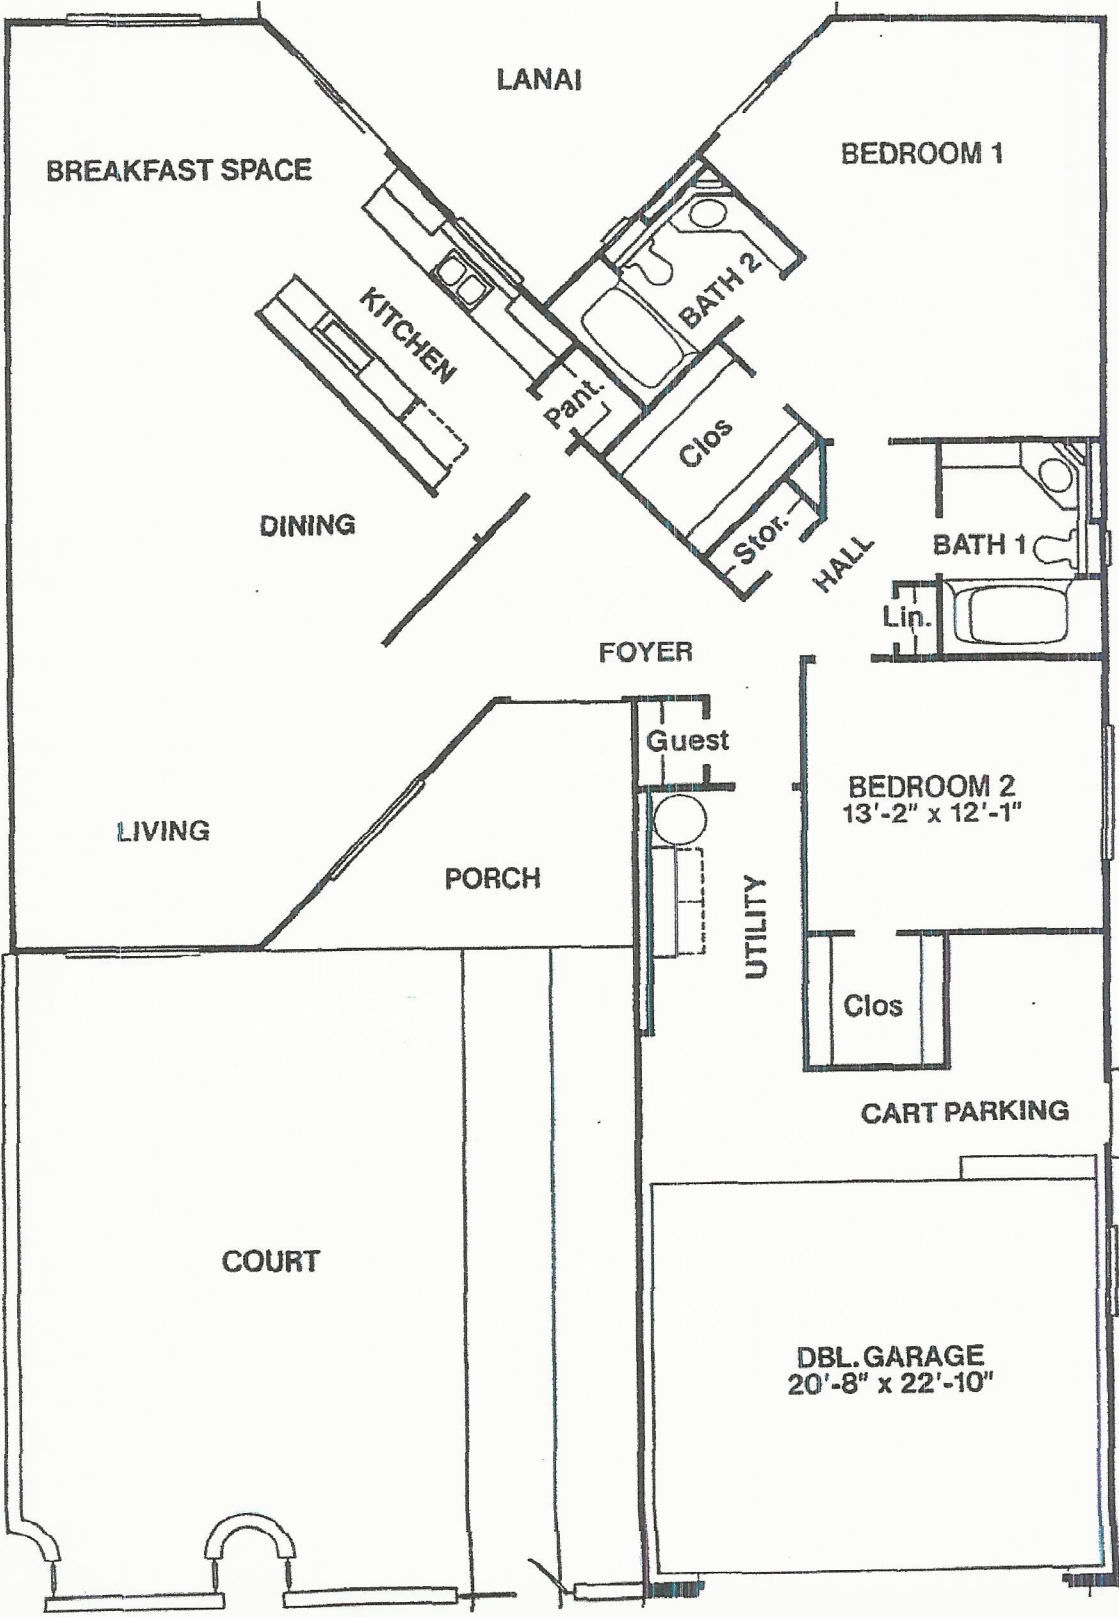 LANAI
BEDROOM 1
BREAKFAST SPACE
BATH 2
KITCHEN
Pant.
Clos
DINING
Stor.
HALL
BATH 1
Lin.
FOYER
Guest
BEDROOM 2
13'-2" x 12'-1"
LIVING
PORCH
UTILITY
Clos
CART PARKING
COURT
DBL. GARAGE
20'-8" x 22'-10"